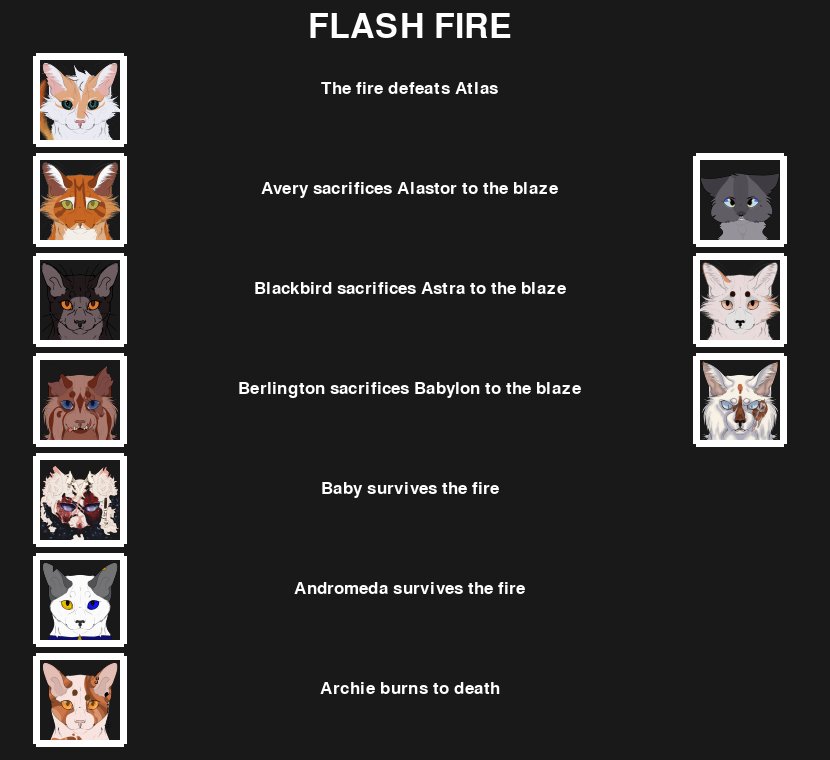 FLASH FIRE
The fire defeats Atlas
Avery sacrifices Alastor to the blaze
Blackbird sacrifices Astra to the blaze
Berlington sacrifices Babylon to the blaze
Baby survives the fire
Andromeda survives the fire
Archie burns to death